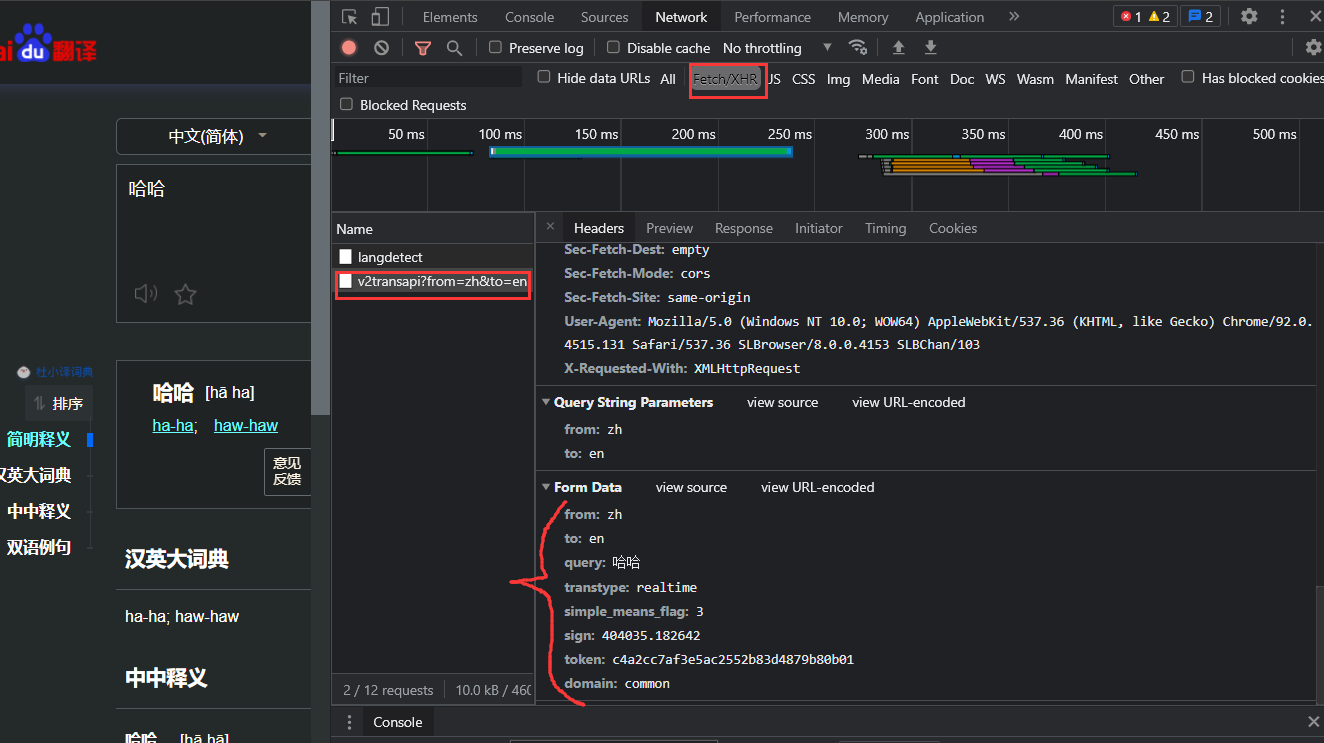 du 翻译
中文(简体)
哈哈
杜小译词典
排序
简明释义
汉英大词典
中中释义
双语例句
哈哈 [hā ha]
ha-ha; haw-haw
意见
反馈
汉英大词典
ha-ha; haw-haw
中中释义
哈哈 [hā hā]
Elements Console Sources Network Performance Memory Application » 1 2 2
Preserve log Disable cache No throttling
Filter Hide data URLs All Fetch/XHR JS CSS Img Media Font Doc WS Wasm Manifest Other Has blocked cookies
Blocked Requests
50 ms 100 ms 150 ms 200 ms 250 ms 300 ms 350 ms 400 ms 450 ms 500 ms
Name
langdetect
v2transapi?from=zh&to=en
2 / 12 requests 10.0 kB / 460
× Headers Preview Response Initiator Timing Cookies
Sec-Fetch-Dest: empty
Sec-Fetch-Mode: cors
Sec-Fetch-Site: same-origin
User-Agent: Mozilla/5.0 (Windows NT 10.0; WOW64) AppleWebKit/537.36 (KHTML, like Gecko) Chrome/92.0.
4515.131 Safari/537.36 SLBrowser/8.0.0.4153 SLBChan/103
X-Requested-With: XMLHttpRequest
Query String Parameters view source view URL-encoded
from: zh
to: en
Form Data view source view URL-encoded
from: zh
to: en
query: 哈哈
transtype: realtime
simple_means_flag: 3
sign: 404035.182642
token: c4a2cc7af3e5ac2552b83d4879b80b01
domain: common
Console